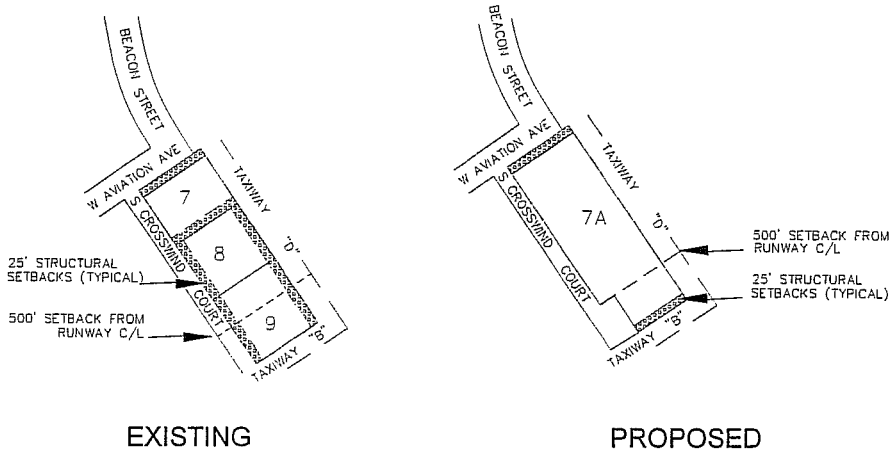 BEACON STREET
W AVIATION AVE
S CROSSWIND COURT
TAXIWAY "D"
7
8
9
TAXIWAY "B"
25' STRUCTURAL
SETBACKS (TYPICAL)
500' SETBACK FROM
RUNWAY C/L
EXISTING
BEACON STREET
W AVIATION AVE
S CROSSWIND COURT
TAXIWAY "D"
7A
TAXIWAY "B"
500' SETBACK FROM
RUNWAY C/L
25' STRUCTURAL
SETBACKS (TYPICAL)
PROPOSED